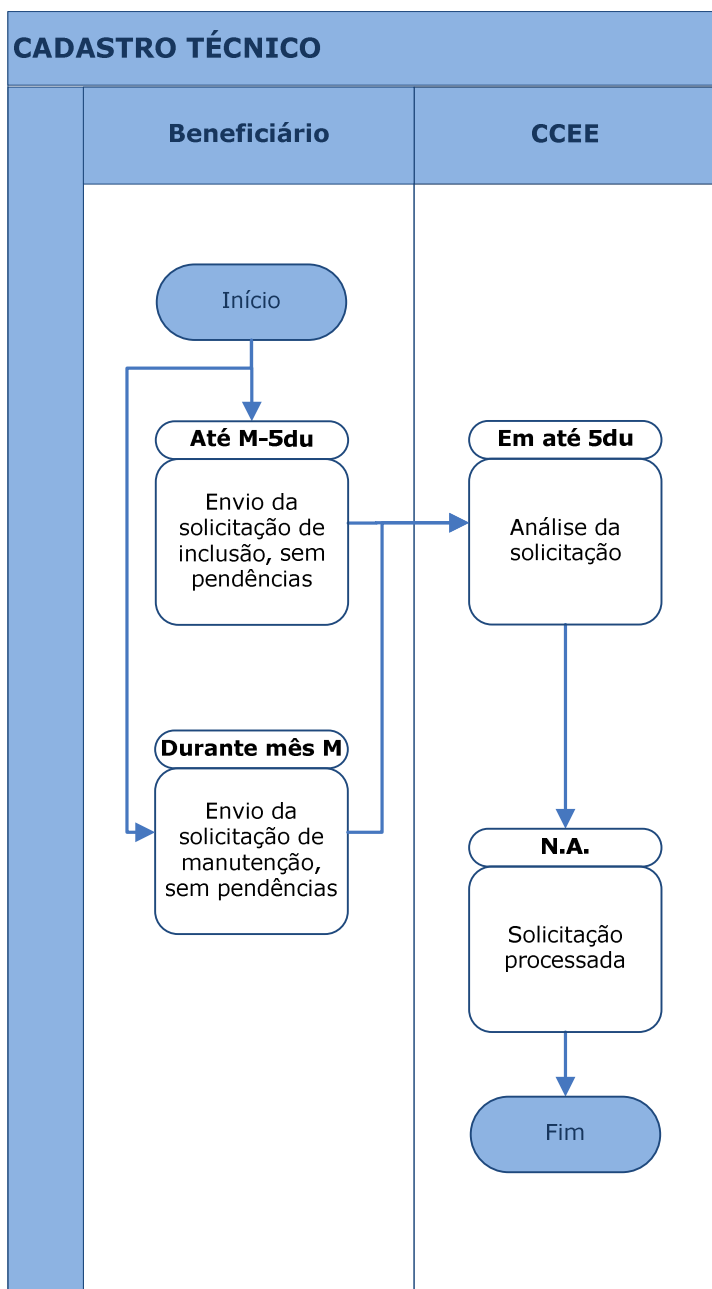 CADASTRO TÉCNICO
Beneficiário
CCEE
Início
Até M-5du
Envio da
solicitação de
inclusão, sem
pendências
Em até 5du
Análise da
solicitação
Durante mês M
Envio da
solicitação de
manutenção,
sem pendências
N.A.
Solicitação
processada
Fim